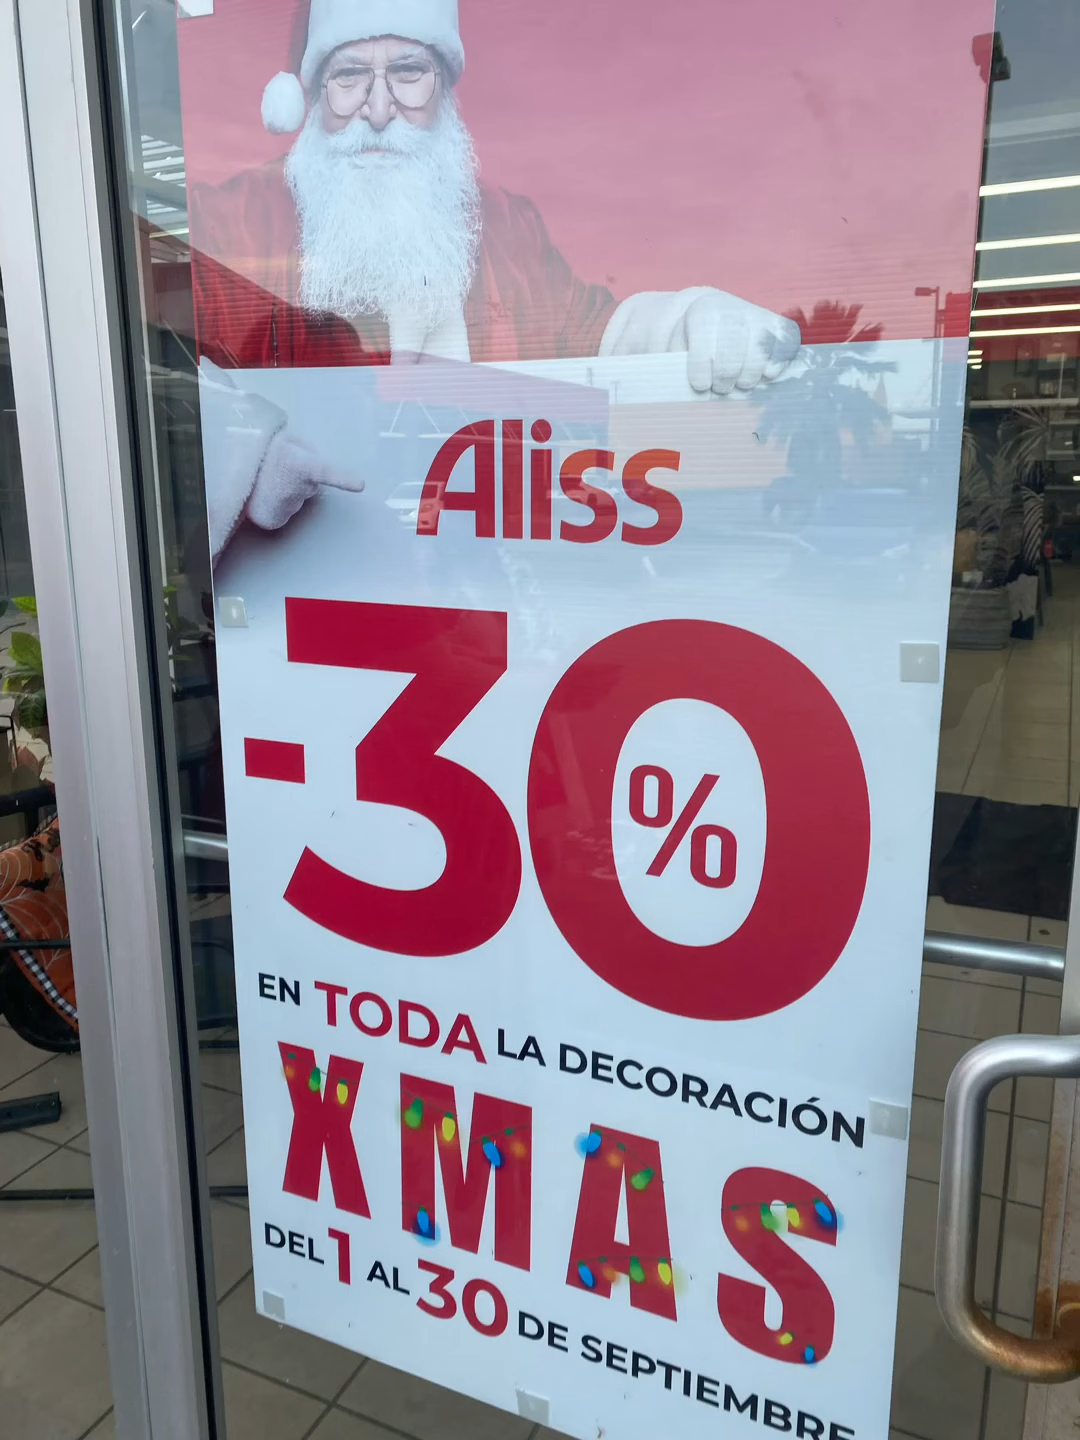 Aliss
-30%
EN TODA LA DECORACIÓN
XMAS
DEL 1 AL 30 DE SEPTIEMBRE